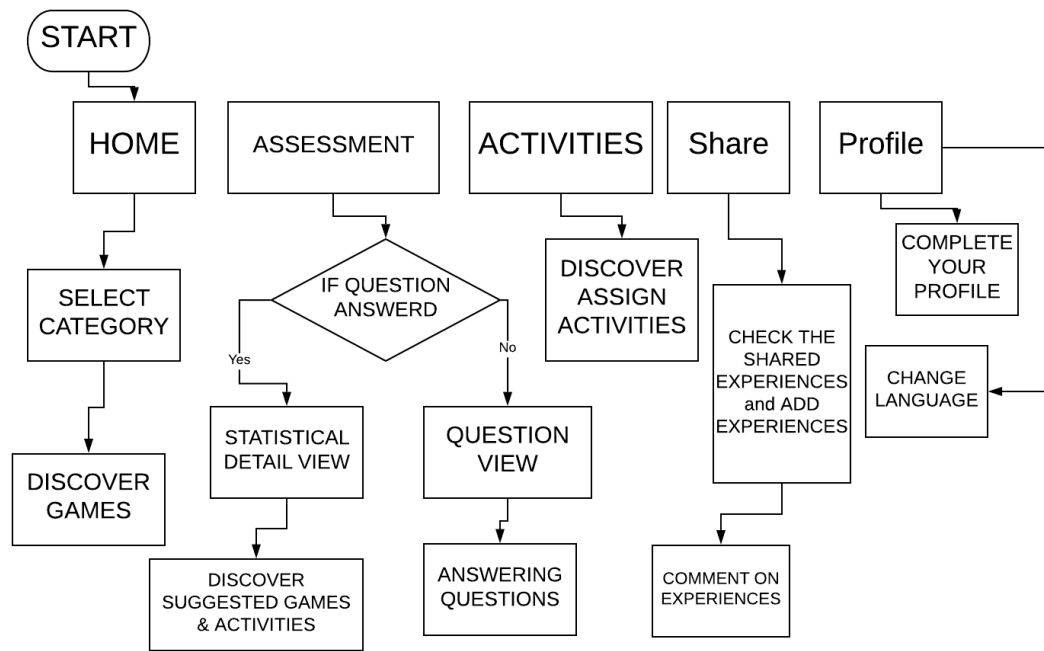 START
HOME
ASSESSMENT
ACTIVITIES
Share
Profile
SELECT
CATEGORY
IF QUESTION
ANSWERD
DISCOVER
ASSIGN
ACTIVITIES
COMPLETE
YOUR
PROFILE
CHECK THE
SHARED
EXPERIENCES
and ADD
EXPERIENCES
CHANGE
LANGUAGE
Yes
No
DISCOVER
GAMES
STATISTICAL
DETAIL VIEW
QUESTION
VIEW
DISCOVER
SUGGESTED GAMES
& ACTIVITIES
ANSWERING
QUESTIONS
COMMENT ON
EXPERIENCES